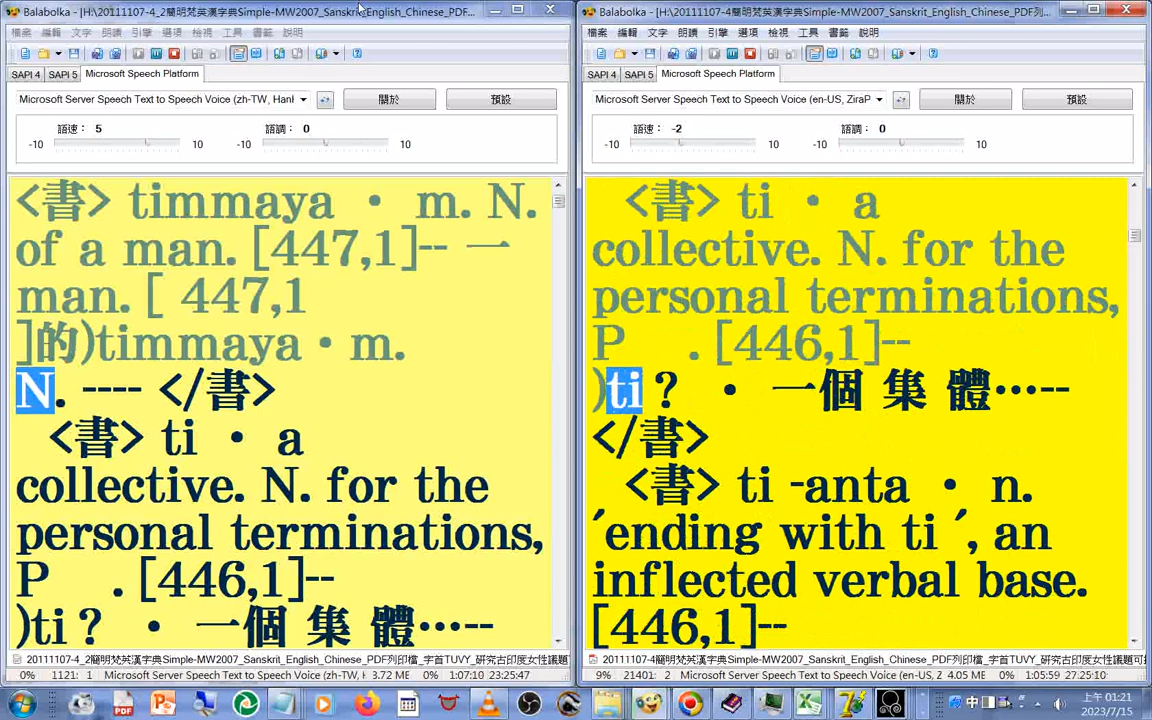 Balabolka - [H:\20111107-4_2簡明梵英漢字典Simple-MW2007_Sanskrit_English_Chinese_PDF...
檔案 編輯 文字 朗讀 引擎 選項 檢視 工具 書籤 說明
SAPI 4 SAPI 5 Microsoft Speech Platform
Microsoft Server Speech Text to Speech Voice (zh-TW, Hanl
關於 預設
語速： 5 語調： 0
-10 10 -10 10
<書> timmaya • m. N.
of a man. [447,1]-- 一
man. [ 447,1
]的)timmaya • m.
N. ---- </書>
<書> ti • a
collective. N. for the
personal terminations,
P . [446,1]--
)ti？ • 一個 集 體…--
20111107-4_2簡明梵英漢字典Simple-MW2007_Sanskrit_English_Chinese_PDF列印檔_字首TUVY_研究古印度女性議題
0% 1121: 1 Microsoft Server Speech Text to Speech Voice (zh-TW, H 3.72 MB 0% 1:07:10 23:25:47
Balabolka - [H:\20111107-4簡明梵英漢字典Simple-MW2007_Sanskrit_English_Chinese_PDF列...
檔案 編輯 文字 朗讀 引擎 選項 檢視 工具 書籤 說明
SAPI 4 SAPI 5 Microsoft Speech Platform
Microsoft Server Speech Text to Speech Voice (en-US, ZiraP
關於 預設
語速： -2 語調： 0
-10 10 -10 10
<書> ti • a
collective. N. for the
personal terminations,
P . [446,1]--
)ti？ • 一個 集 體…--
</書>
<書> ti -anta • n.
´ending with ti ´, an
inflected verbal base.
[446,1]--
20111107-4簡明梵英漢字典Simple-MW2007_Sanskrit_English_Chinese_PDF列印檔_字首TUVY_研究古印度女性議題可
9% 21401: 2 Microsoft Server Speech Text to Speech Voice (en-US, Z 4.05 MB 0% 1:05:59 27:25:10
中
上午 01:21
2023/7/15